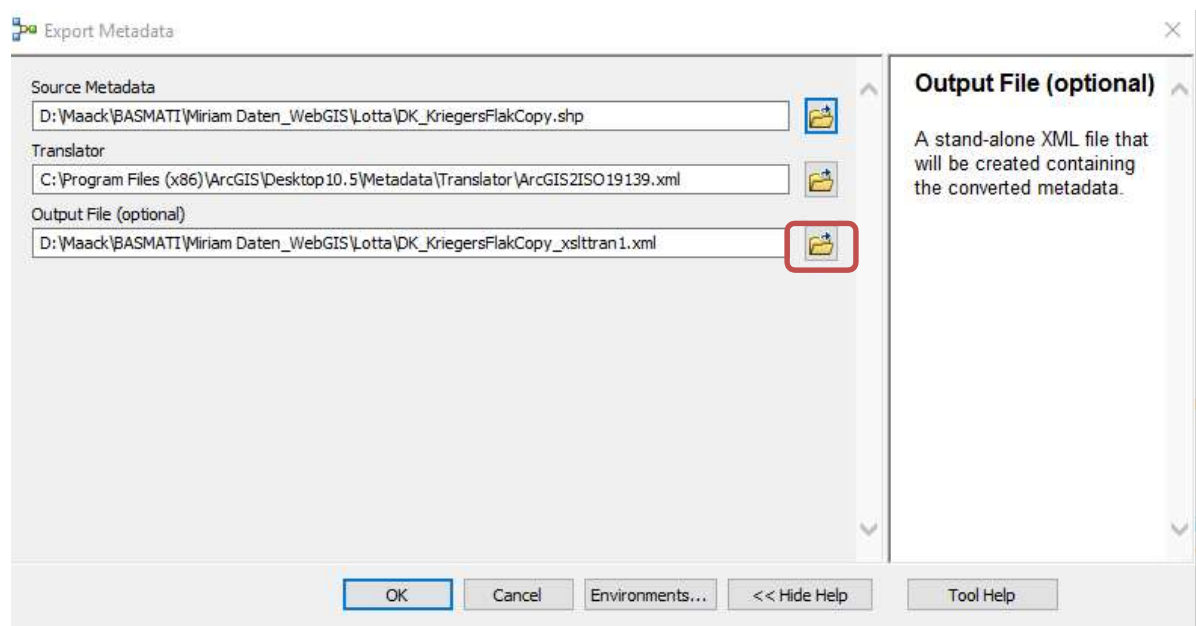 Export Metadata
Source Metadata
D:\Maack\BASMATI\Miriam Daten_WebGIS\Lotta\DK_KriegersFlakCopy.shp
Translator
C:\Program Files (x86)\ArcGIS\Desktop10.5\Metadata\Translator\ArcGIS2ISO19139.xml
Output File (optional)
D:\Maack\BASMATI\Miriam Daten_WebGIS\Lotta\DK_KriegersFlakCopy_xslttran1.xml
Output File (optional)
A stand-alone XML file that
will be created containing
the converted metadata.
OK Cancel Environments... << Hide Help Tool Help